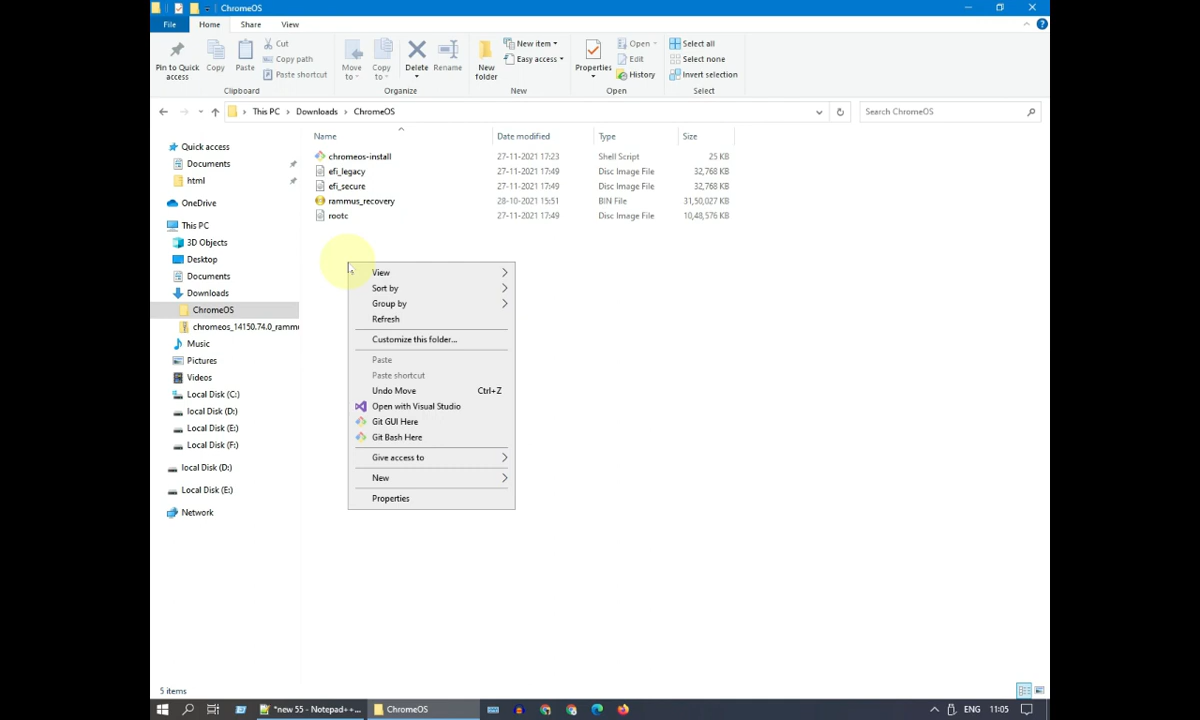 ChromeOS
File Home Share View
Pin to Quick access
Copy
Paste
Cut
Copy path
Paste shortcut
Clipboard
Move to
Copy to
Delete
Rename
Organize
New folder
New item
Easy access
New
Properties
Open
Edit
History
Open
Select all
Select none
Invert selection
Select
This PC Downloads ChromeOS
Search ChromeOS
Name Date modified Type Size
chromeos-install 27-11-2021 17:23 Shell Script 25 KB
efi_legacy 27-11-2021 17:49 Disc Image File 32,768 KB
efi_secure 27-11-2021 17:49 Disc Image File 32,768 KB
rammus_recovery 28-10-2021 15:51 BIN File 31,50,027 KB
rootc 27-11-2021 17:49 Disc Image File 10,48,576 KB
Quick access
Documents
html
OneDrive
This PC
3D Objects
Desktop
Documents
Downloads
ChromeOS
chromeos_14150.74.0_rammu
Music
Pictures
Videos
Local Disk (C:)
local Disk (D:)
Local Disk (E:)
Local Disk (F:)
local Disk (D:)
Local Disk (E:)
Network
View
Sort by
Group by
Refresh
Customize this folder...
Paste
Paste shortcut
Undo Move Ctrl+Z
Open with Visual Studio
Git GUI Here
Git Bash Here
Give access to
New
Properties
5 items
*new 55 - Notepad++... ChromeOS ENG 11:05